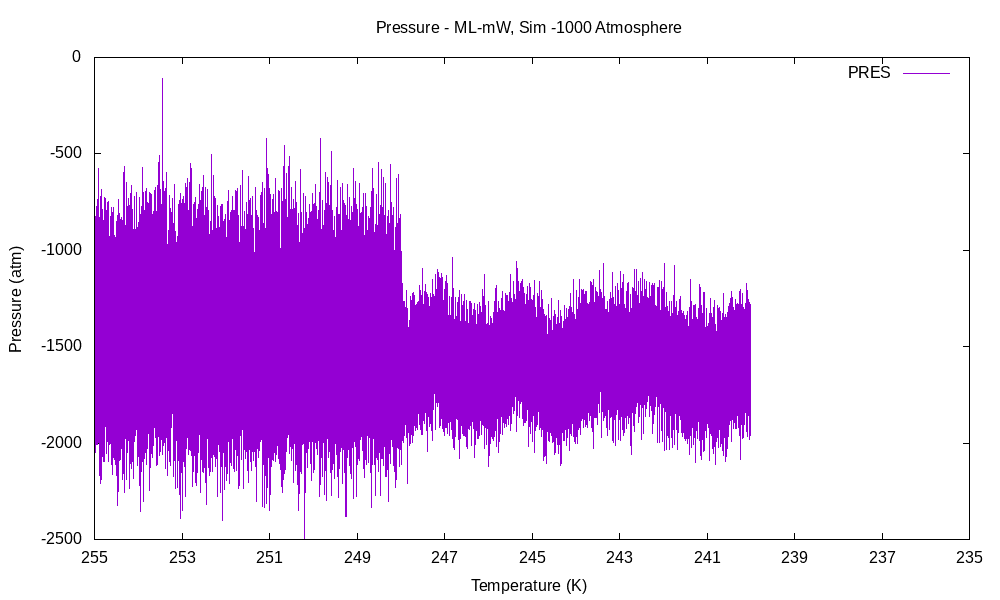 Pressure - ML-mW, Sim -1000 Atmosphere
PRES
0
-500
-1000
-1500
-2000
-2500
Pressure (atm)
255 253 251 249 247 245 243 241 239 237 235
Temperature (K)